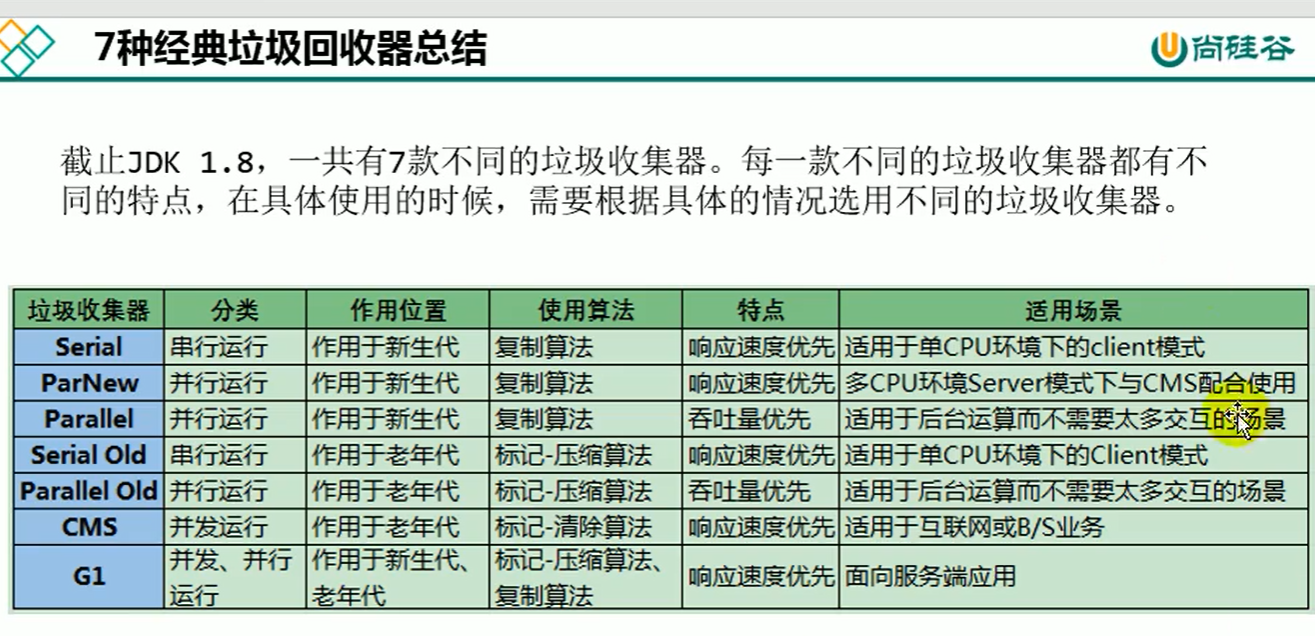 7种经典垃圾回收器总结
尚硅谷
截止JDK 1.8，一共有7款不同的垃圾收集器。每一款不同的垃圾收集器都有不
同的特点，在具体使用的时候，需要根据具体的情况选用不同的垃圾收集器。
垃圾收集器 分类 作用位置 使用算法 特点 适用场景
Serial 串行运行 作用于新生代 复制算法 响应速度优先 适用于单CPU环境下的client模式
ParNew 并行运行 作用于新生代 复制算法 响应速度优先 多CPU环境Server模式下与CMS配合使用
Parallel 并行运行 作用于新生代 复制算法 吞吐量优先 适用于后台运算而不需要太多交互的场景
Serial Old 串行运行 作用于老年代 标记-压缩算法 响应速度优先 适用于单CPU环境下的Client模式
Parallel Old 并行运行 作用于老年代 标记-压缩算法 吞吐量优先 适用于后台运算而不需要太多交互的场景
CMS 并发运行 作用于老年代 标记-清除算法 响应速度优先 适用于互联网或B/S业务
G1 并发、并行 作用于新生代、 标记-压缩算法、 响应速度优先 面向服务端应用
运行 老年代 复制算法